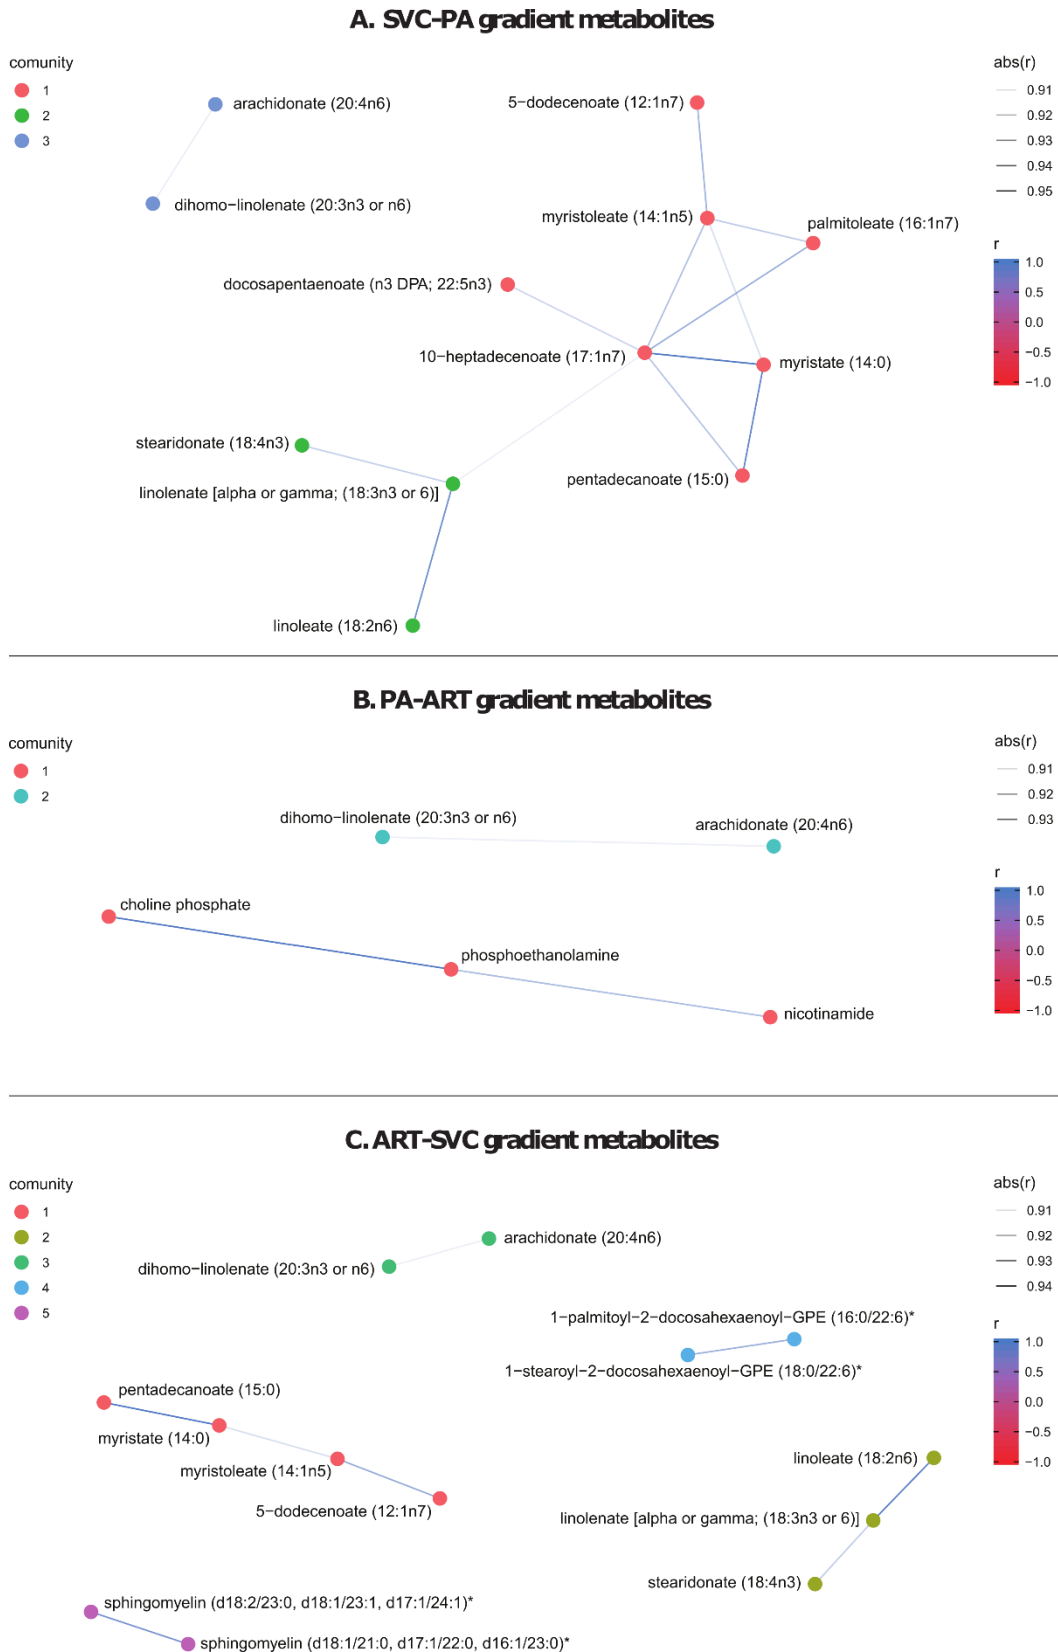 A. SVC-PA gradient metabolites
comunity
1
2
3
arachidonate (20:4n6)
dihomo-linolenate (20:3n3 or n6)
5-dodecenoate (12:1n7)
myristoleate (14:1n5)
palmitoleate (16:1n7)
docosapentaenoate (n3 DPA; 22:5n3)
10-heptadecenoate (17:1n7)
myristate (14:0)
stearidonate (18:4n3)
linolenate [alpha or gamma; (18:3n3 or 6)]
pentadecanoate (15:0)
linoleate (18:2n6)
abs(r)
0.91
0.92
0.93
0.94
0.95
r
1.0
0.5
0.0
-0.5
-1.0
B. PA-ART gradient metabolites
comunity
1
2
dihomo-linolenate (20:3n3 or n6)
arachidonate (20:4n6)
choline phosphate
phosphoethanolamine
nicotinamide
abs(r)
0.91
0.92
0.93
r
1.0
0.5
0.0
-0.5
-1.0
C. ART-SVC gradient metabolites
comunity
1
2
3
4
5
arachidonate (20:4n6)
dihomo-linolenate (20:3n3 or n6)
1-palmitoyl-2-docosahexaenoyl-GPE (16:0/22:6)*
1-stearoyl-2-docosahexaenoyl-GPE (18:0/22:6)*
pentadecanoate (15:0)
myristate (14:0)
myristoleate (14:1n5)
5-dodecenoate (12:1n7)
linoleate (18:2n6)
linolenate [alpha or gamma; (18:3n3 or 6)]
stearidonate (18:4n3)
sphingomyelin (d18:2/23:0, d18:1/23:1, d17:1/24:1)*
sphingomyelin (d18:1/21:0, d17:1/22:0, d16:1/23:0)*
abs(r)
0.91
0.92
0.93
0.94
r
1.0
0.5
0.0
-0.5
-1.0